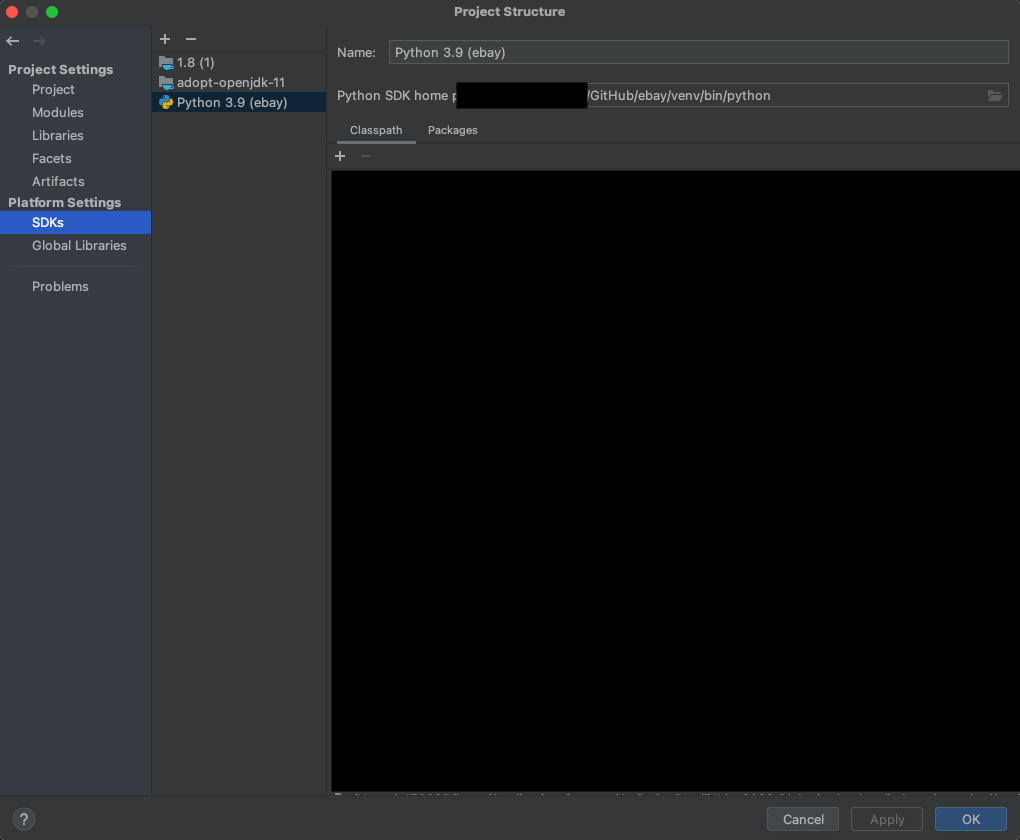 Project Structure
Project Settings
Project
Modules
Libraries
Facets
Artifacts
Platform Settings
SDKs
Global Libraries
Problems
1.8 (1)
adopt-openjdk-11
Python 3.9 (ebay)
Name: Python 3.9 (ebay)
Python SDK home /GitHub/ebay/venv/bin/python
Classpath Packages
? Cancel Apply OK